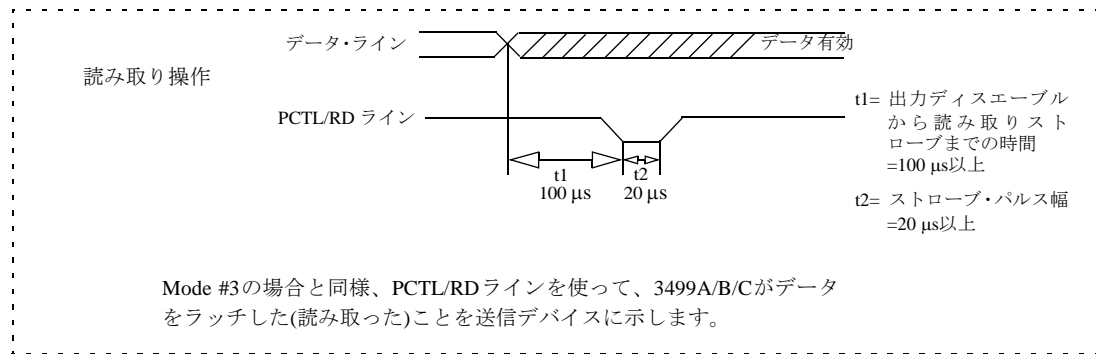 データ・ライン
データ有効
読み取り操作
PCTL/RD ライン
t1
100 µs
t2
20 µs
t1= 出力ディスエーブル
から読み取りスト
ローブまでの時間
=100 µs以上
t2= ストローブ・パルス幅
=20 µs以上
Mode #3の場合と同様、PCTL/RDラインを使って、3499A/B/Cがデータ
をラッチした(読み取った)ことを送信デバイスに示します。